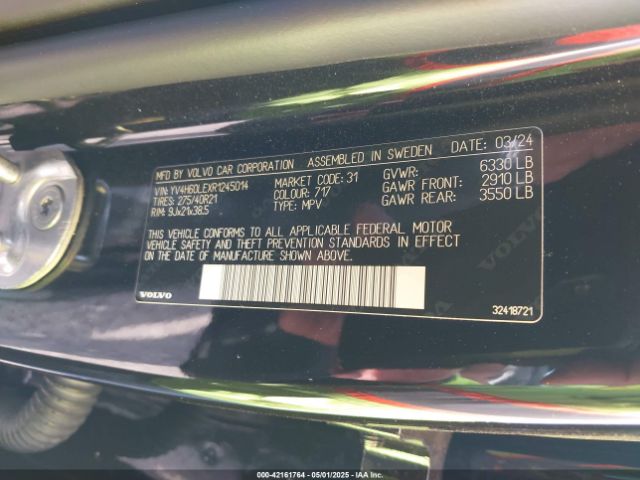 MFD BY VOLVO CAR CORPORATION ASSEMBLED IN SWEDEN DATE: 03/24
VIN: YV4H60LEXR1245014 MARKET CODE: 31 GVWR: 6330 LB
TIRES: 275/40R21 COLOUR: 717 GAWR FRONT: 2910 LB
RIM: 9JX21X38.5 TYPE: MPV GAWR REAR: 3550 LB
THIS VEHICLE CONFORMS TO ALL APPLICABLE FEDERAL MOTOR
VEHICLE SAFETY AND THEFT PREVENTION STANDARDS IN EFFECT
ON THE DATE OF MANUFACTURE SHOWN ABOVE.
VOLVO
32418721
000-42161764 - 05/01/2025 - IAA, Inc.